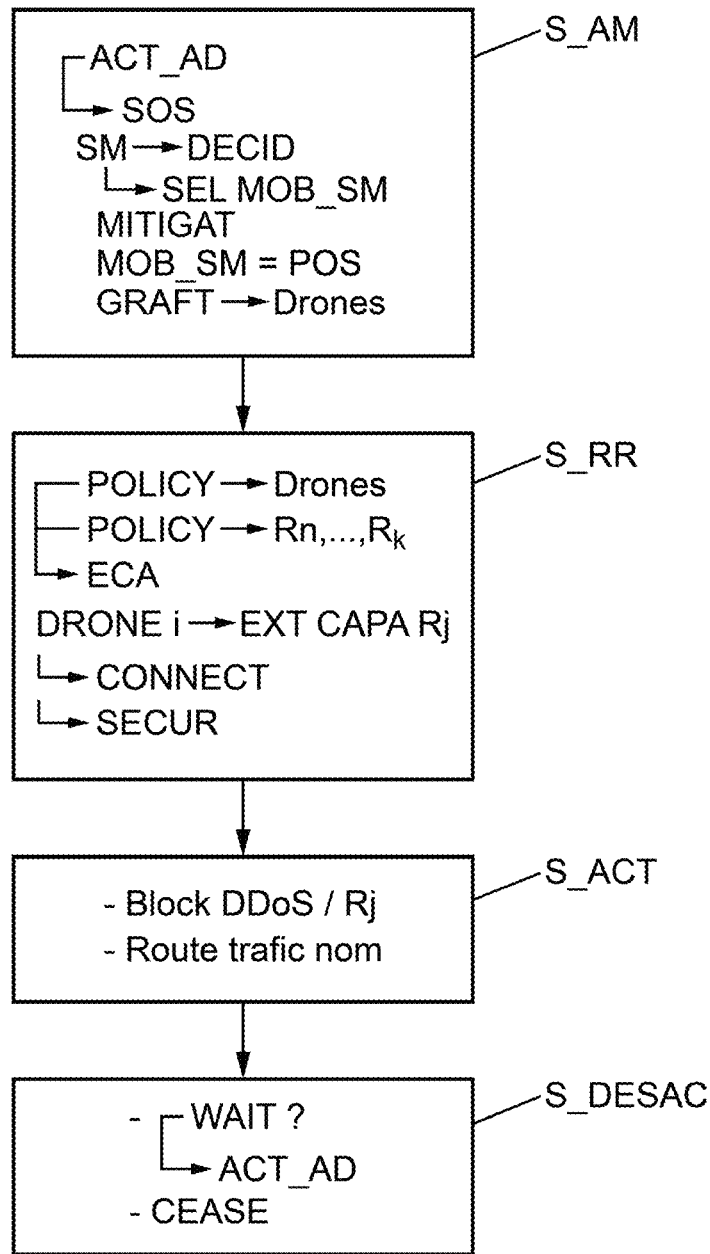 S_AM
ACT_AD
SOS
SM → DECID
SEL MOB_SM
MITIGAT
MOB_SM = POS
GRAFT → Drones
S_RR
POLICY → Drones
POLICY → Rn,...,Rk
ECA
DRONE i → EXT CAPA Rj
CONNECT
SECUR
S_ACT
- Block DDoS / Rj
- Route trafic nom
S_DESAC
- WAIT ?
ACT_AD
- CEASE